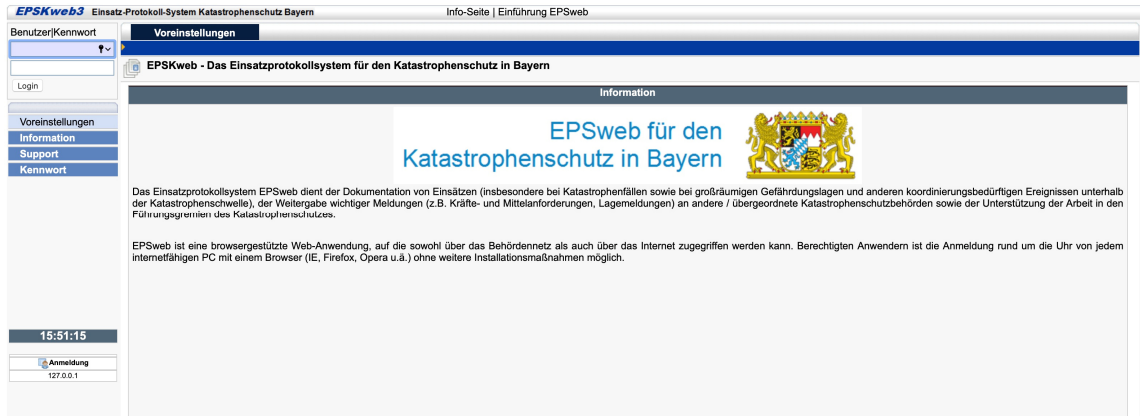 EPSKweb3 Einsatz-Protokoll-System Katastrophenschutz Bayern
Info-Seite | Einführung EPSweb
Benutzer|Kennwort
Voreinstellungen
EPSKweb - Das Einsatzprotokollsystem für den Katastrophenschutz in Bayern
Login
Information
Voreinstellungen
Information
Support
Kennwort
EPSweb für den
Katastrophenschutz in Bayern
Das Einsatzprotokollsystem EPSweb dient der Dokumentation von Einsätzen (insbesondere bei Katastrophenfällen sowie bei großräumigen Gefährdungslagen und anderen koordinierungsbedürftigen Ereignissen unterhalb
der Katastrophenschwelle), der Weitergabe wichtiger Meldungen (z.B. Kräfte- und Mittelanforderungen, Lagemeldungen) an andere / übergeordnete Katastrophenschutzbehörden sowie der Unterstützung der Arbeit in den
Führungsgremien des Katastrophenschutzes.
EPSweb ist eine browsergestützte Web-Anwendung, auf die sowohl über das Behördennetz als auch über das Internet zugegriffen werden kann. Berechtigten Anwendern ist die Anmeldung rund um die Uhr von jedem
internetfähigen PC mit einem Browser (IE, Firefox, Opera u.ä.) ohne weitere Installationsmaßnahmen möglich.
15:51:15
Anmeldung
127.0.0.1